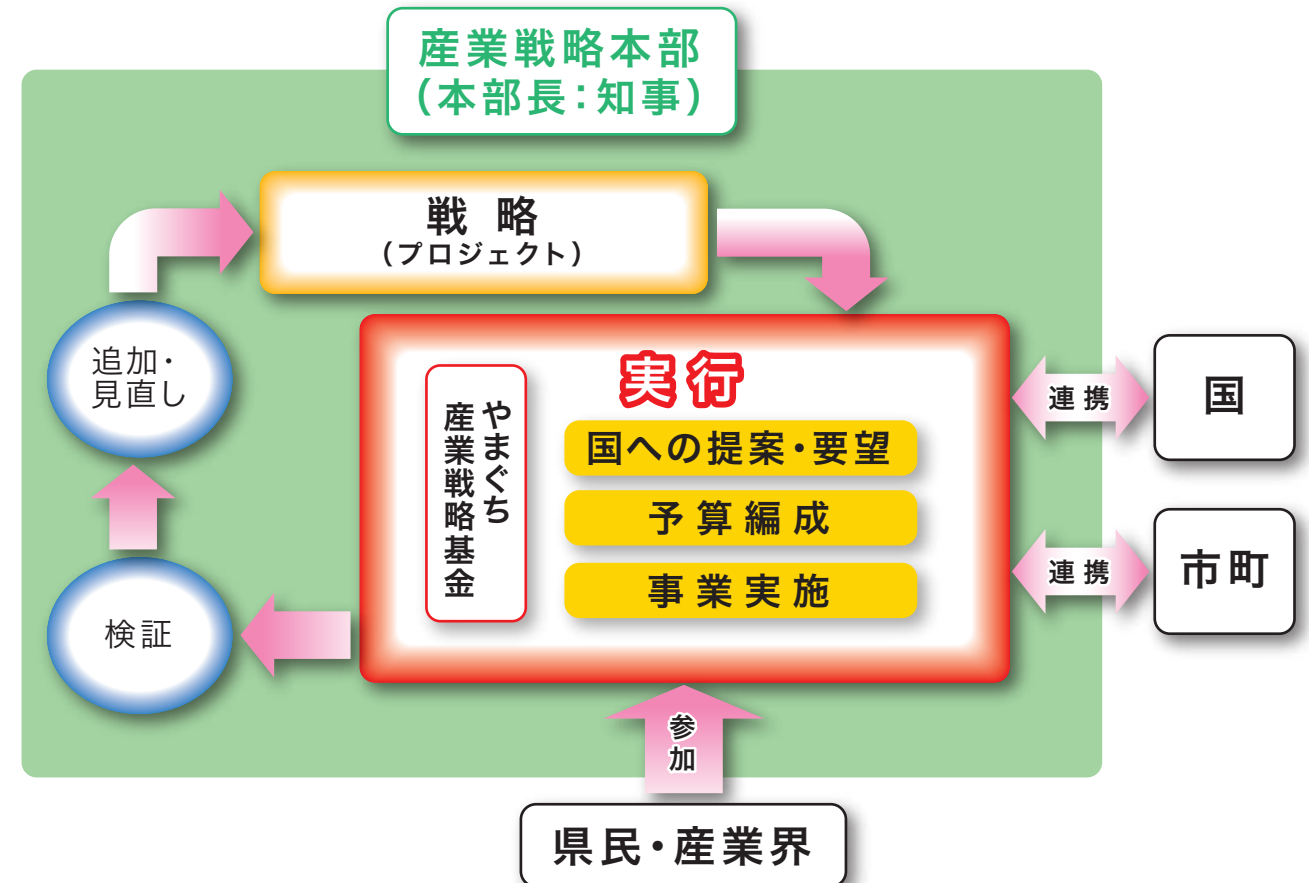 産業戦略本部
(本部長:知事)
戦略
(プロジェクト)
追加・
見直し
検証
やまぐち
産業戦略基金
実行
国への提案・要望
予算編成
事業実施
連携
国
連携
市町
参加
県民・産業界